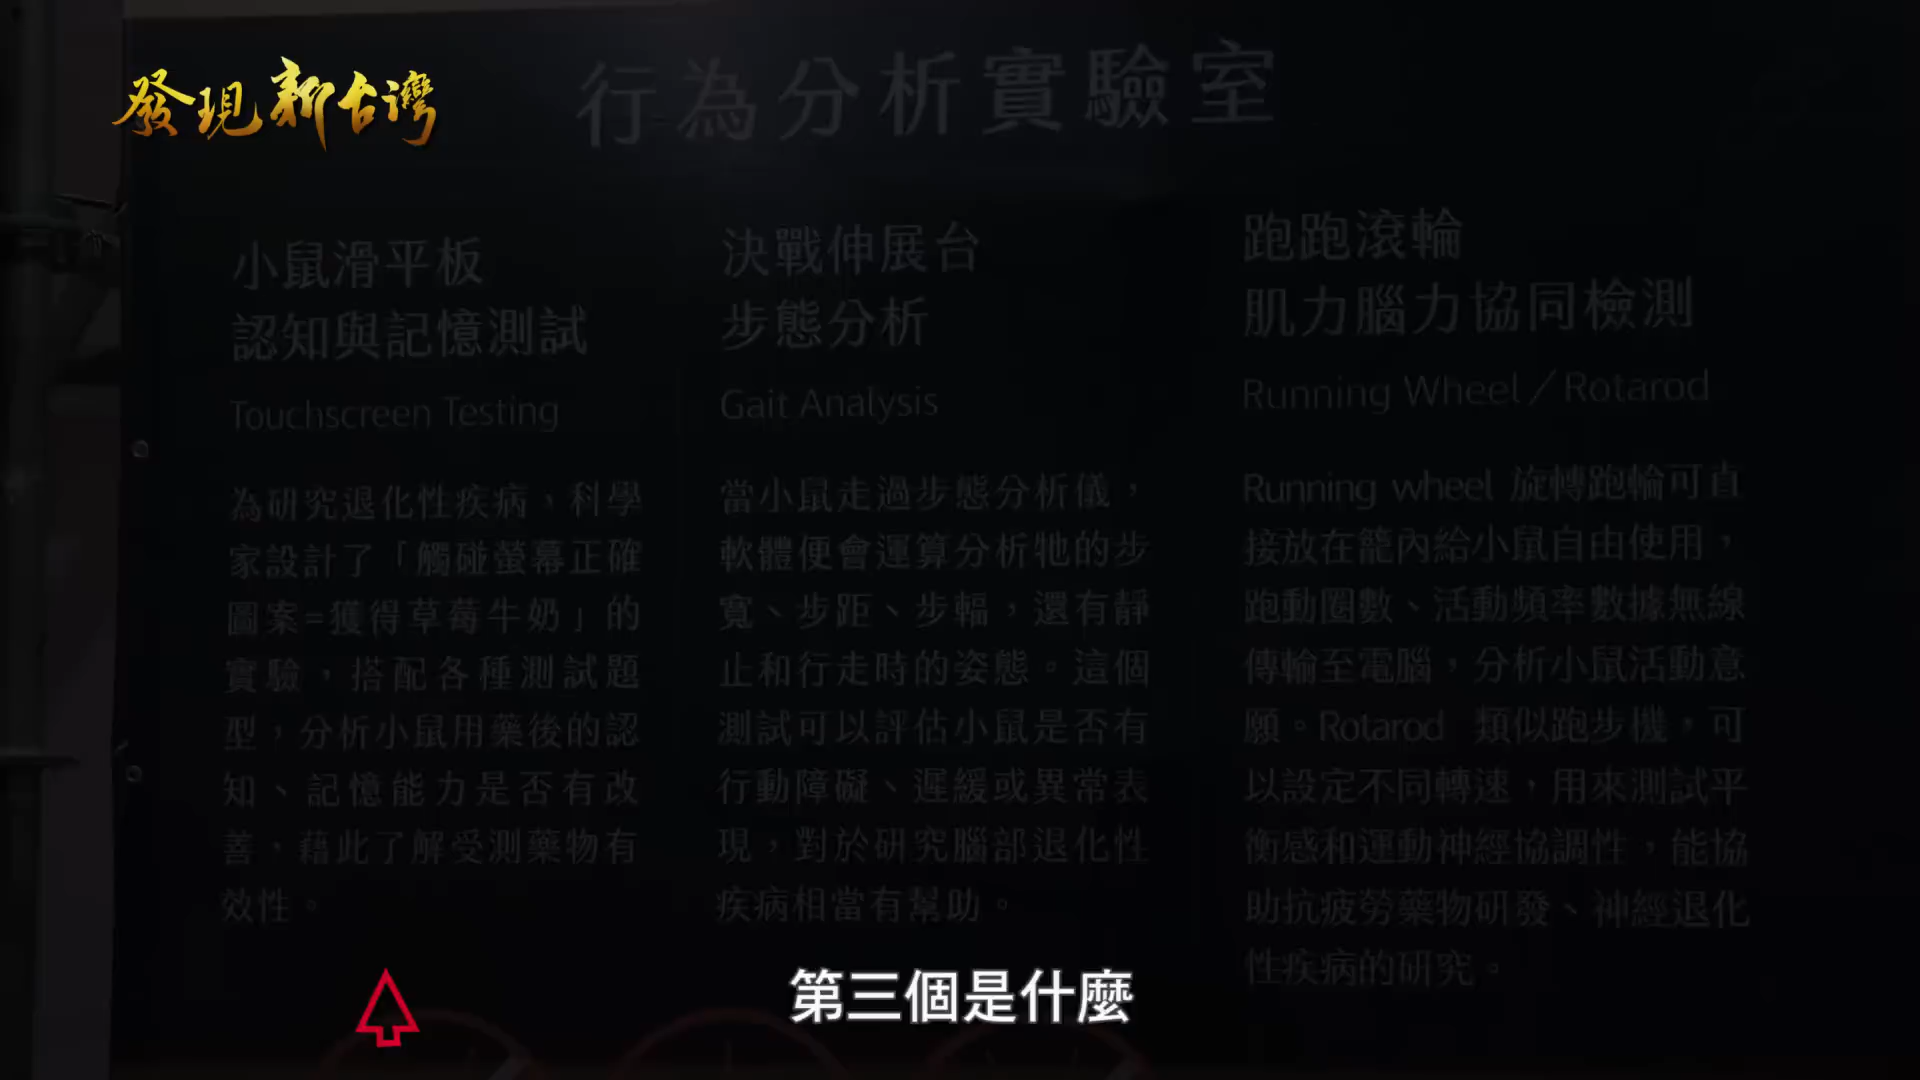 發現新台灣
行為分析實驗室
小鼠滑平板
認知與記憶測試
Touchscreen Testing
為研究退化性疾病，科學
家設計了「觸碰螢幕正確
圖案=獲得草莓牛奶」的
實驗，搭配各種測試題
型，分析小鼠用藥後的認
知、記憶能力是否有改
善，藉此了解受測藥物有
效性。
決戰伸展台
步態分析
Gait Analysis
當小鼠走過步態分析儀，
軟體便會運算分析牠的步
寬、步距、步幅，還有靜
止和行走時的姿態。這個
測試可以評估小鼠是否有
行動障礙、遲緩或異常表
現，對於研究腦部退化性
疾病相當有幫助。
跑跑滾輪
肌力腦力協同檢測
Running Wheel／Rotarod
Running wheel 旋轉跑輪可直
接放在籠內給小鼠自由使用，
跑動圈數、活動頻率數據無線
傳輸至電腦，分析小鼠活動意
願。Rotarod 類似跑步機，可
以設定不同轉速，用來測試平
衡感和運動神經協調性，能協
助抗疲勞藥物研發、神經退化
性疾病的研究。
第三個是什麼